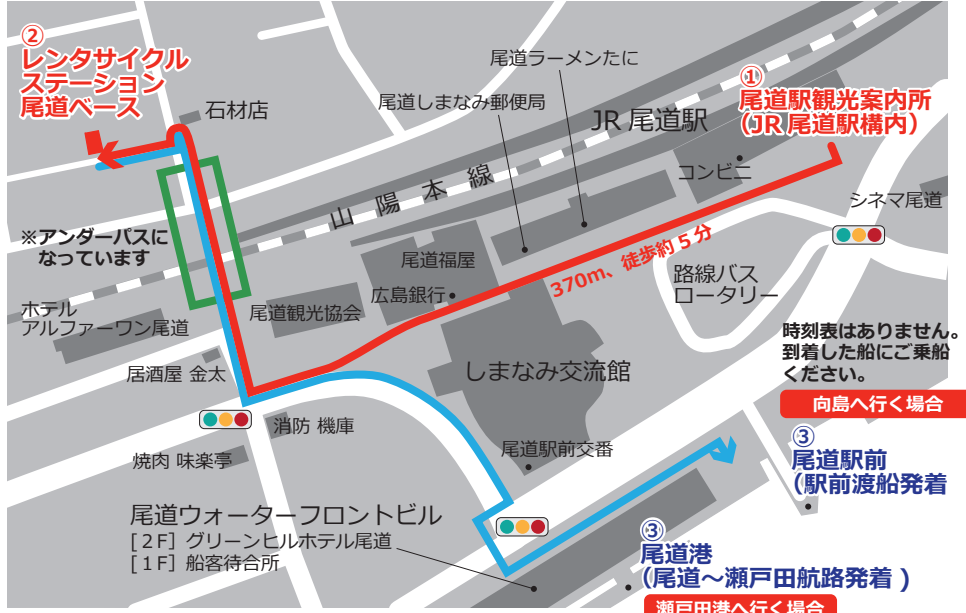 ②
レンタサイクル
ステーション
尾道ベース
石材店
尾道ラーメンたに
尾道しまなみ郵便局
JR 尾道駅
①
尾道駅観光案内所
(JR 尾道駅構内)
コンビニ
シネマ尾道
山陽本線
※アンダーパスに
なっています
370m、徒歩約 5 分
尾道福屋
広島銀行
路線バス
ロータリー
ホテル
アルファーワン尾道
尾道観光協会
居酒屋 金太
しまなみ交流館
時刻表はありません。
到着した船にご乗船
ください。
向島へ行く場合
消防 機庫
焼肉 味楽亭
尾道駅前交番
③
尾道駅前
(駅前渡船発着
尾道ウォーターフロントビル
[2F] グリーンヒルホテル尾道
[1F] 船客待合所
③
尾道港
(尾道～瀬戸田航路発着 )
瀬戸田港へ行く場合